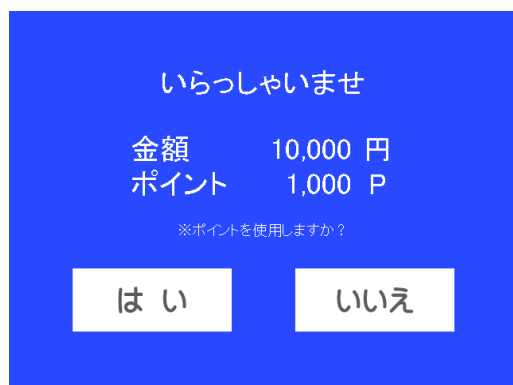 いらっしゃいませ
金額 10,000 円
ポイント 1,000 P
※ポイントを使用しますか？
は い
いいえ